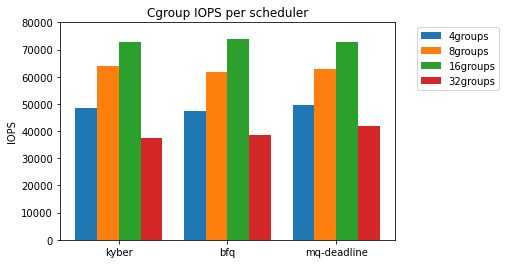 Cgroup IOPS per scheduler
IOPS
80000
70000
60000
50000
40000
30000
20000
10000
0
kyber
bfq
mq-deadline
4groups
8groups
16groups
32groups